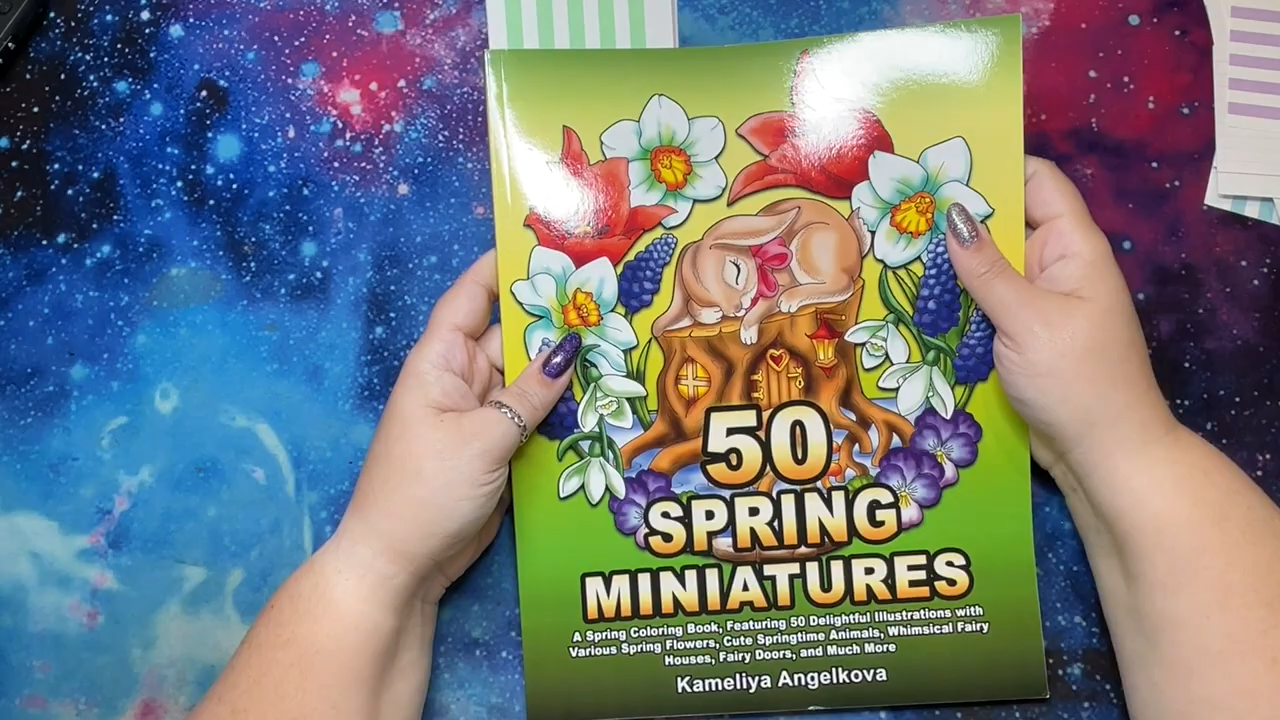 50
SPRING
MINIATURES
A Spring Coloring Book, Featuring 50 Delightful Illustrations with
Various Spring Flowers, Cute Springtime Animals, Whimsical Fairy
Houses, Fairy Doors, and Much More
Kameliya Angelkova